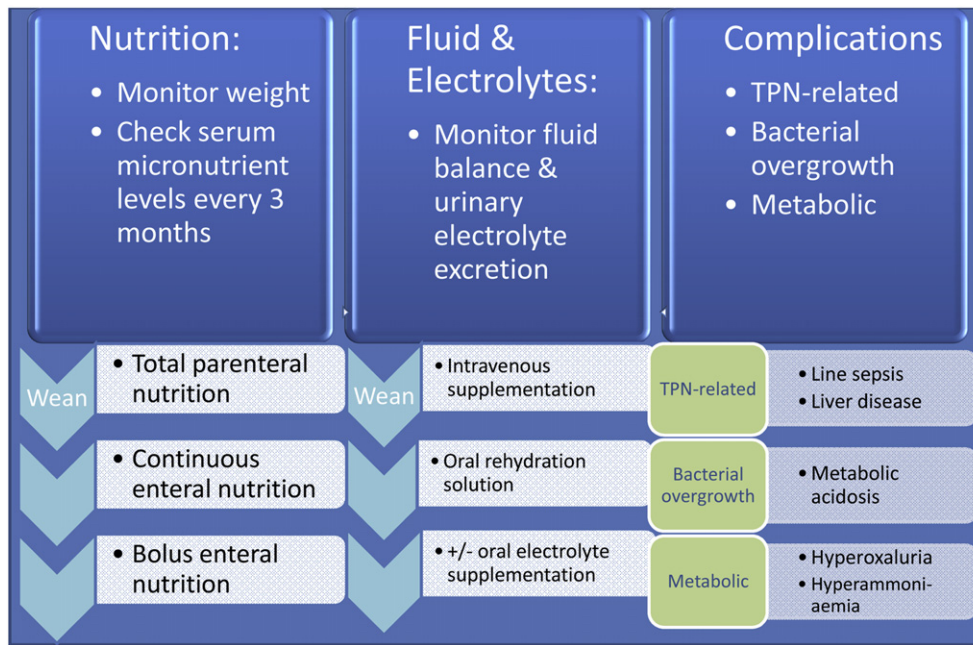 Nutrition:
• Monitor weight
• Check serum
micronutrient
levels every 3
months
Fluid &
Electrolytes:
• Monitor fluid
balance &
urinary
electrolyte
excretion
Complications
• TPN-related
• Bacterial
overgrowth
• Metabolic
Wean
• Total parenteral
nutrition
• Continuous
enteral nutrition
• Bolus enteral
nutrition
Wean
• Intravenous
supplementation
• Oral rehydration
solution
• +/- oral electrolyte
supplementation
TPN-related
• Line sepsis
• Liver disease
Bacterial
overgrowth
• Metabolic
acidosis
Metabolic
• Hyperoxaluria
• Hyperammoni-
aemia